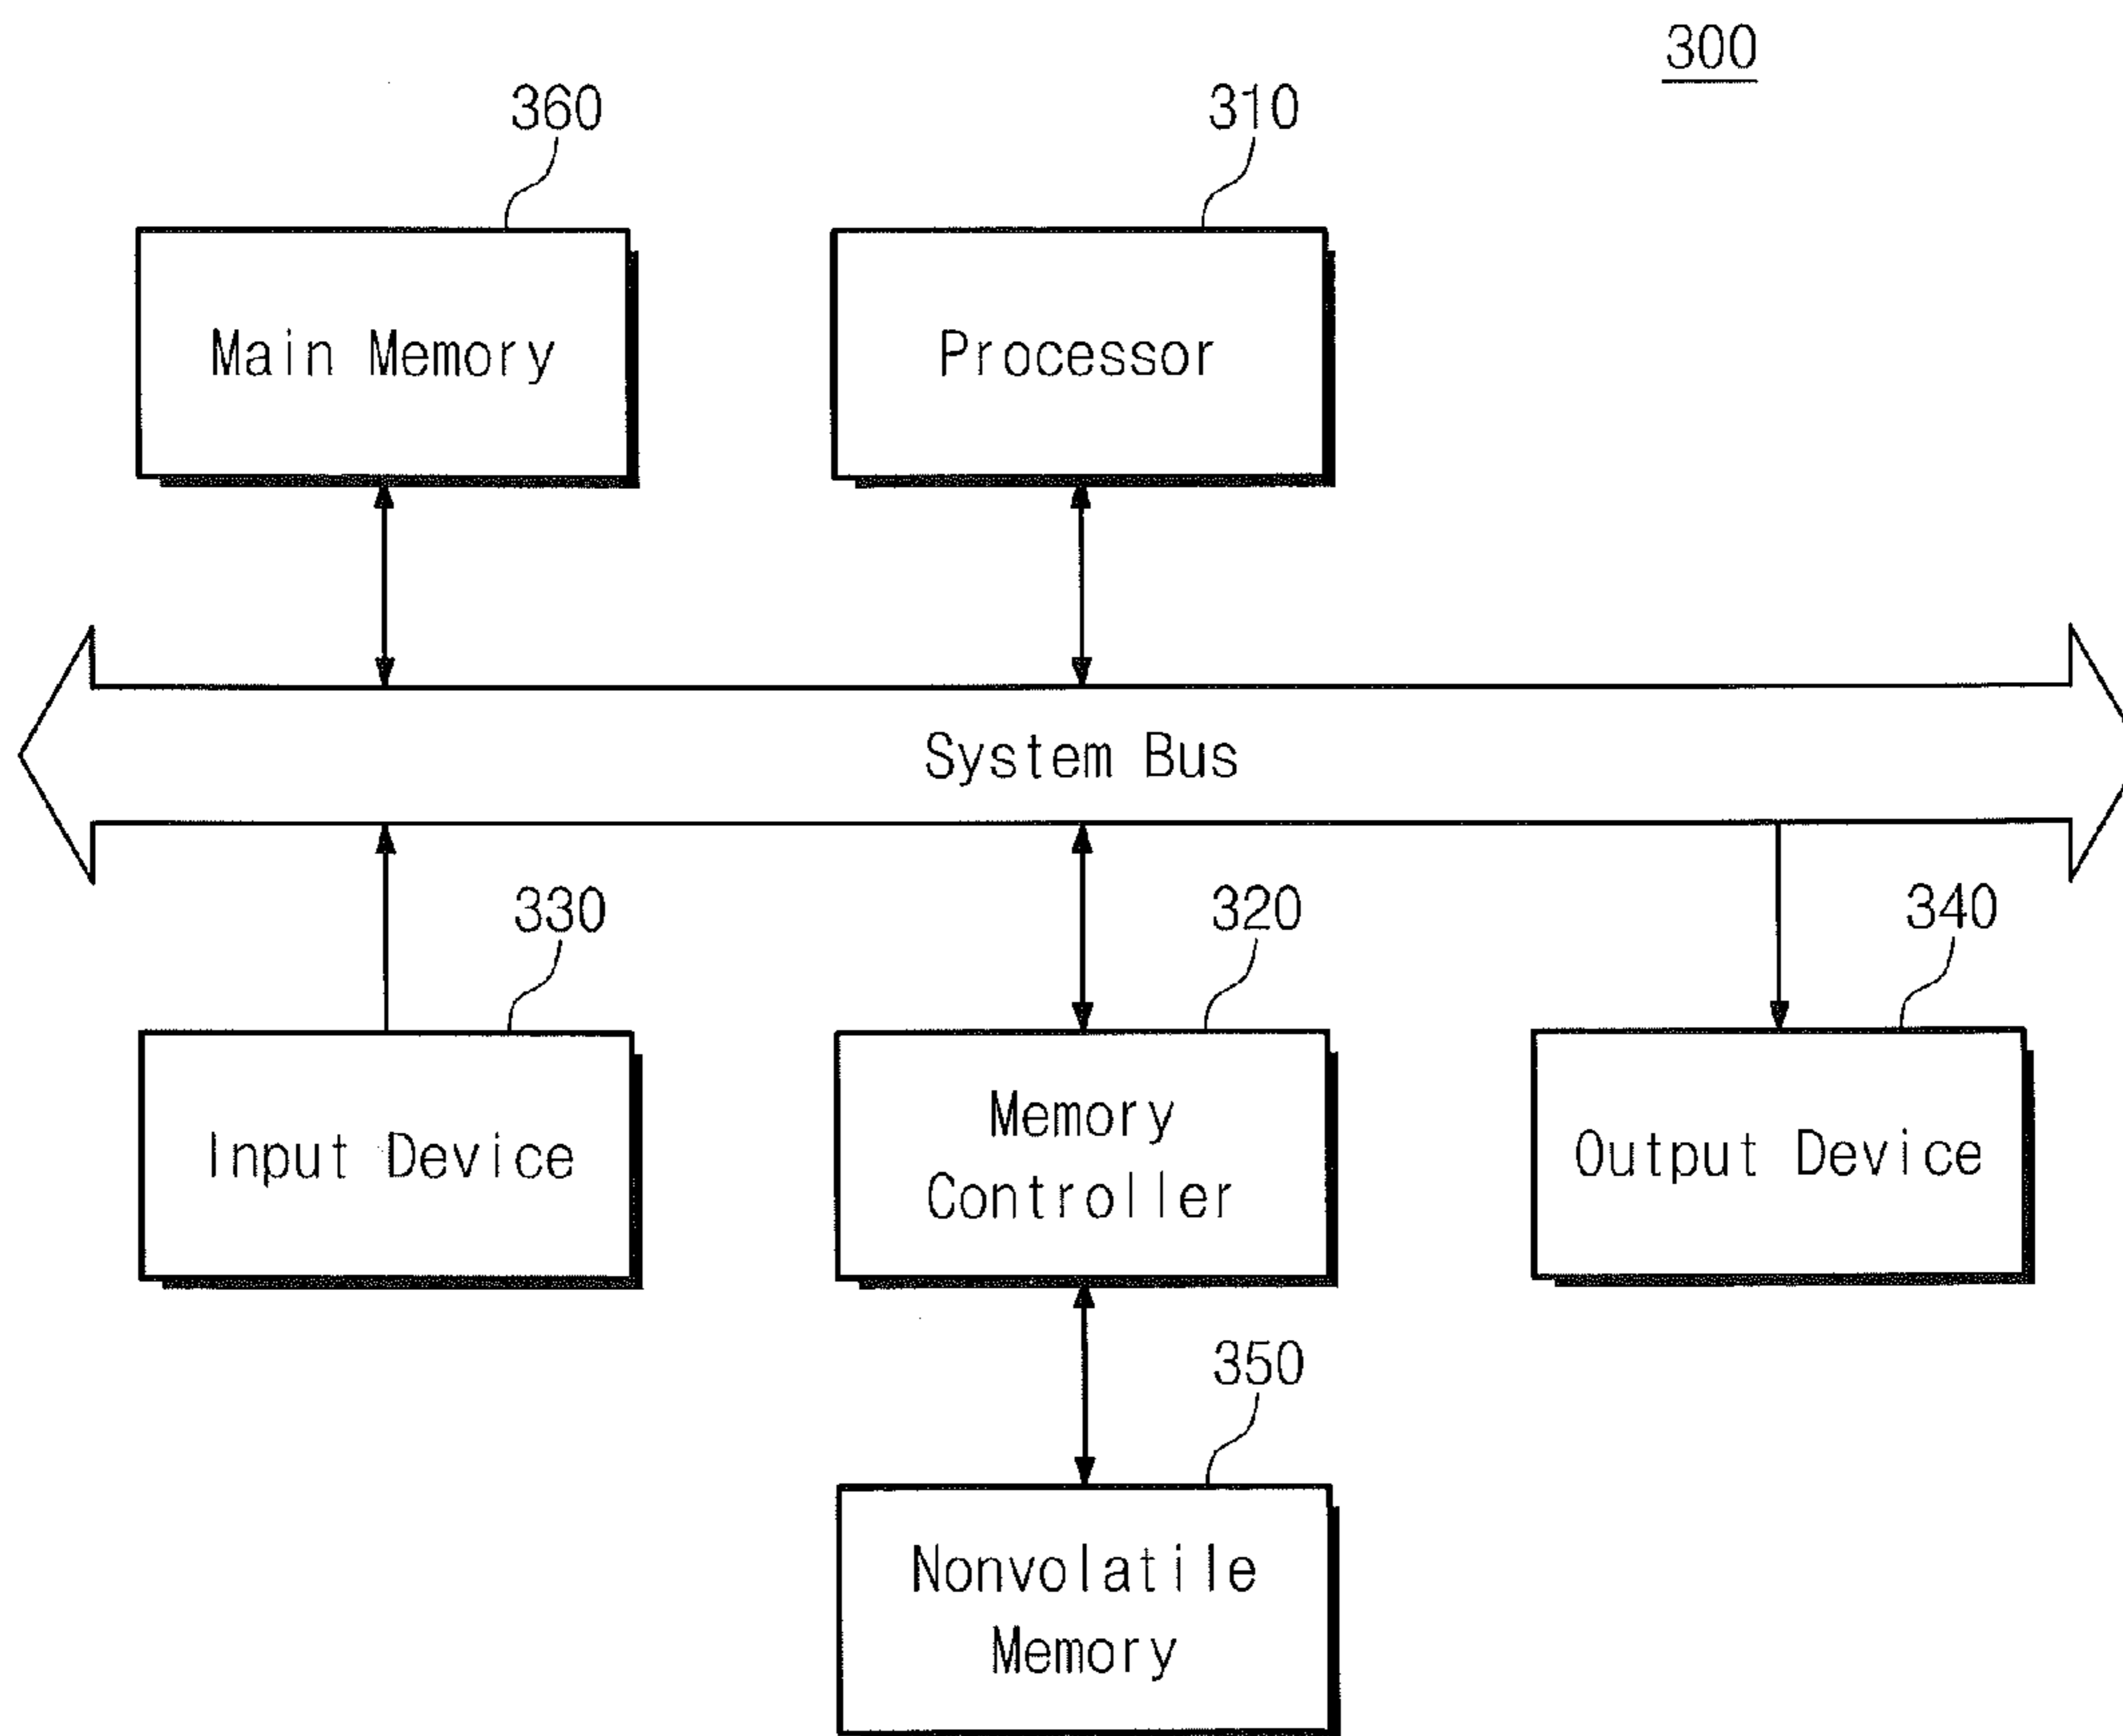 300
360
310
Main Memory
Processor
System Bus
330
320
340
Input Device
Memory
Controller
Output Device
350
Nonvolatile
Memory